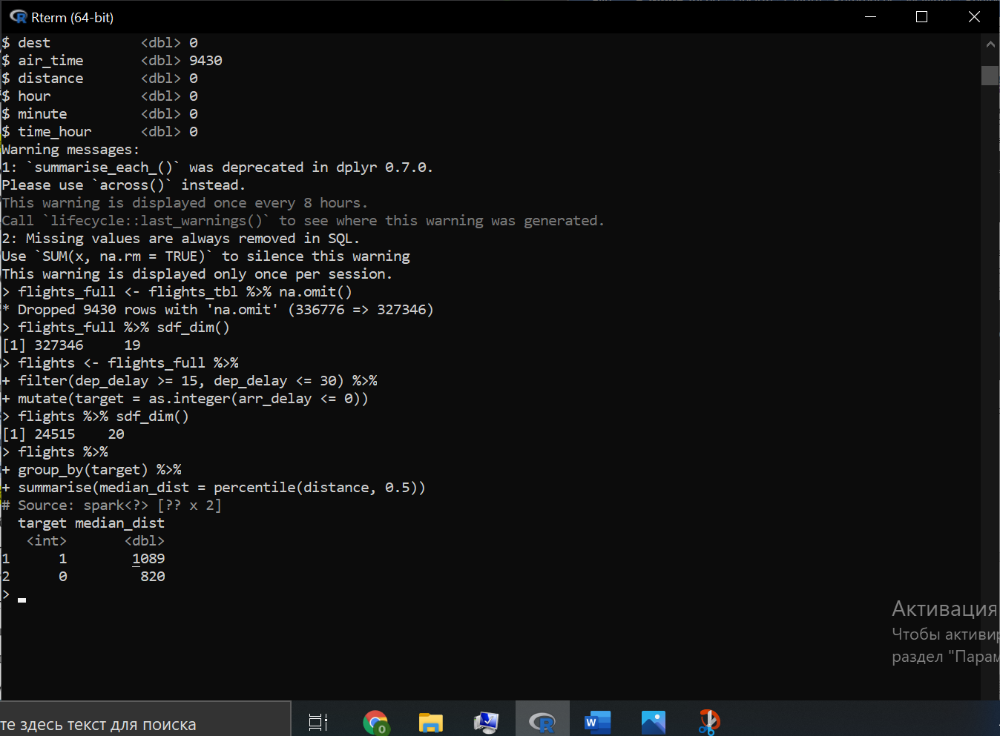 Rterm (64-bit)
$ dest <dbl> 0
$ air_time <dbl> 9430
$ distance <dbl> 0
$ hour <dbl> 0
$ minute <dbl> 0
$ time_hour <dbl> 0
Warning messages:
1: `summarise_each_()` was deprecated in dplyr 0.7.0.
Please use `across()` instead.
This warning is displayed once every 8 hours.
Call `lifecycle::last_warnings()` to see where this warning was generated.
2: Missing values are always removed in SQL.
Use `SUM(x, na.rm = TRUE)` to silence this warning
This warning is displayed only once per session.
> flights_full <- flights_tbl %>% na.omit()
* Dropped 9430 rows with 'na.omit' (336776 => 327346)
> flights_full %>% sdf_dim()
[1] 327346 19
> flights <- flights_full %>%
+ filter(dep_delay >= 15, dep_delay <= 30) %>%
+ mutate(target = as.integer(arr_delay <= 0))
> flights %>% sdf_dim()
[1] 24515 20
> flights %>%
+ group_by(target) %>%
+ summarise(median_dist = percentile(distance, 0.5))
# Source: spark<?> [?? x 2]
target median_dist
<int> <dbl>
1 1 1089
2 0 820
>
Активация
Чтобы активир
раздел "Парам
те здесь текст для поиска